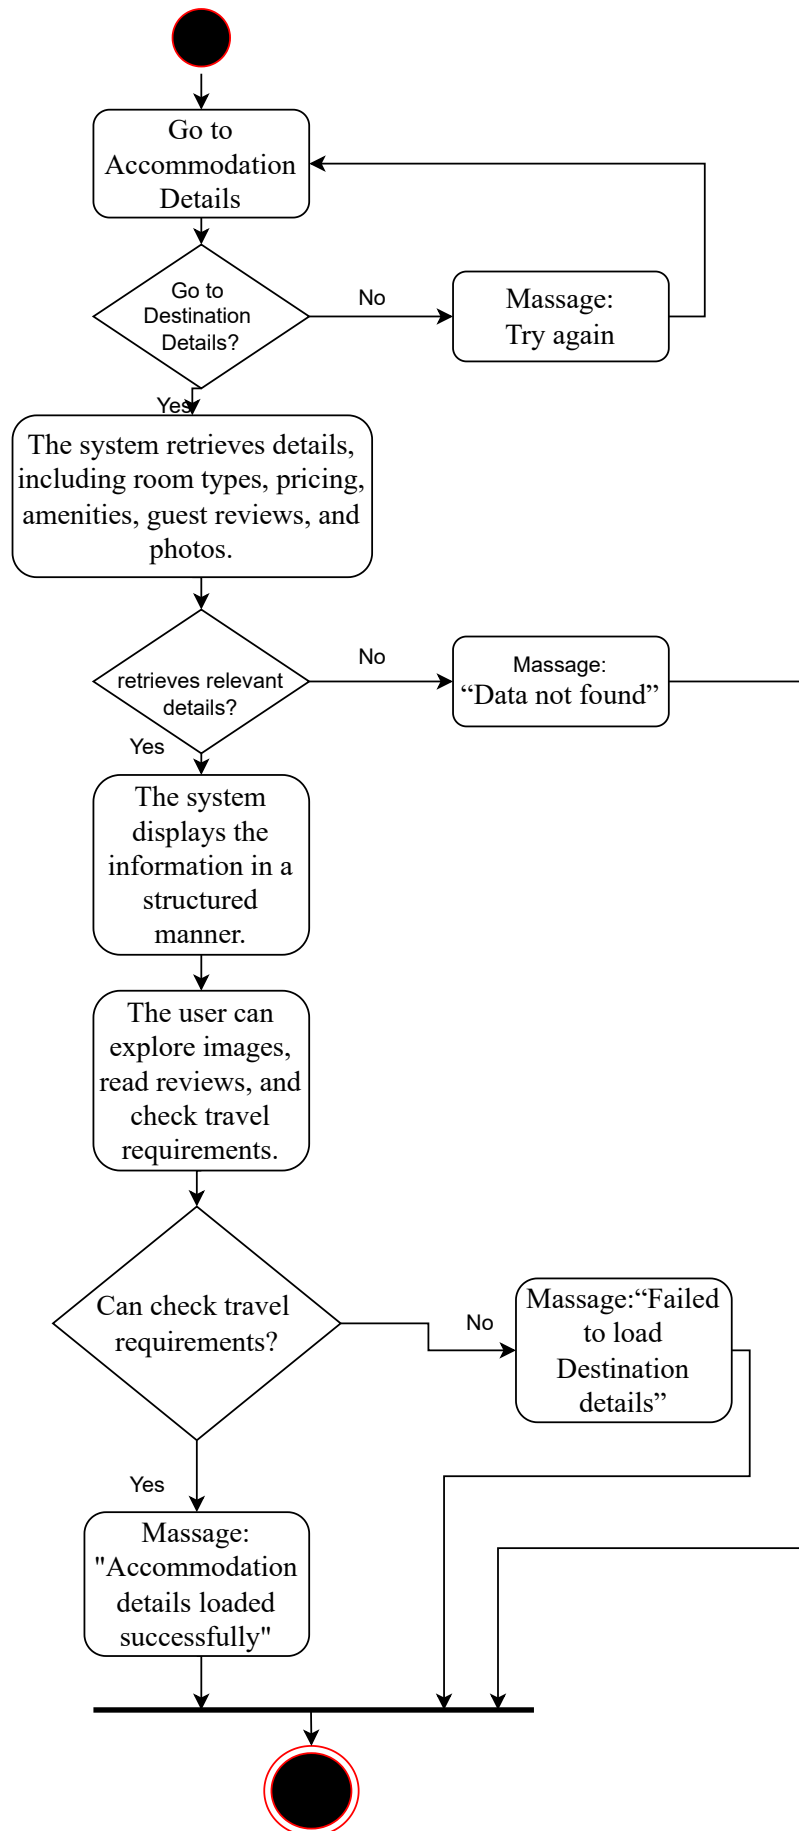 Go to
Accommodation
Details
Go to
Destination
Details?
No
Massage:
Try again
Yes
The system retrieves details,
including room types, pricing,
amenities, guest reviews, and
photos.
retrieves relevant
details?
No
Massage:
“Data not found”
Yes
The system
displays the
information in a
structured
manner.
The user can
explore images,
read reviews, and
check travel
requirements.
Can check travel
requirements?
No
Massage:“Failed
to load
Destination
details”
Yes
Massage:
"Accommodation
details loaded
successfully"